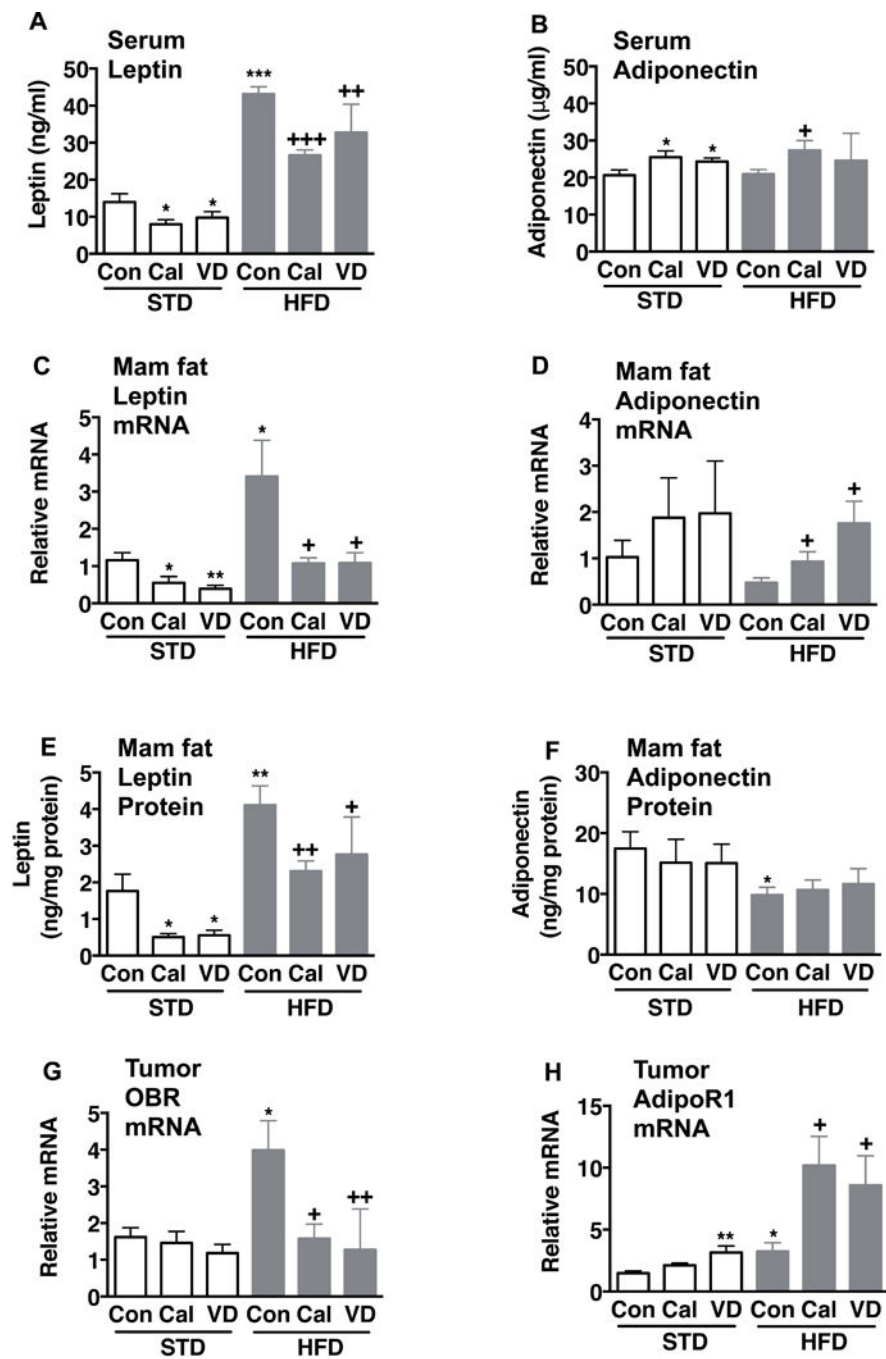 A
Serum
Leptin
Leptin (ng/ml)
50
40
30
20
10
0
***
+++
++
*
*
Con Cal VD Con Cal VD
STD HFD
B
Serum
Adiponectin
Adiponectin (µg/ml)
50
40
30
20
10
0
*
*
+
Con Cal VD Con Cal VD
STD HFD
C
Mam fat
Leptin
mRNA
Relative mRNA
5
4
3
2
1
0
*
**
*
+
+
Con Cal VD Con Cal VD
STD HFD
D
Mam fat
Adiponectin
mRNA
Relative mRNA
4
3
2
1
0
+
+
Con Cal VD Con Cal VD
STD HFD
E
Mam fat
Leptin
Protein
Leptin
(ng/mg protein)
5
4
3
2
1
0
*
*
**
++
+
Con Cal VD Con Cal VD
STD HFD
F
Mam fat
Adiponectin
Protein
Adiponectin
(ng/mg protein)
30
20
10
0
*
Con Cal VD Con Cal VD
STD HFD
G
Tumor
OBR
mRNA
Relative mRNA
5
4
3
2
1
0
*
+
++
Con Cal VD Con Cal VD
STD HFD
H
Tumor
AdipoR1
mRNA
Relative mRNA
15
10
5
0
**
*
+
+
Con Cal VD Con Cal VD
STD HFD